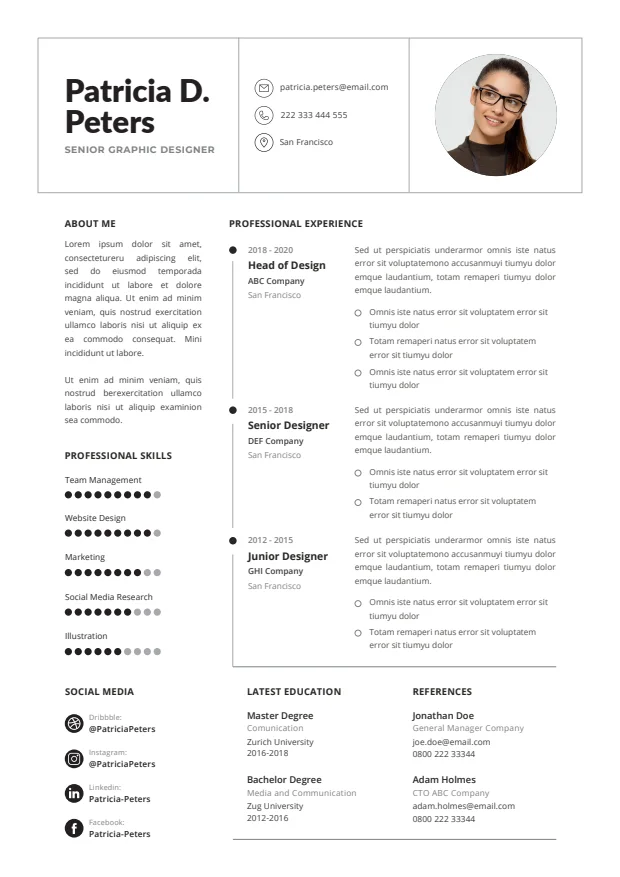 Patricia D.
Peters
SENIOR GRAPHIC DESIGNER
patricia.peters@email.com
222 333 444 555
San Francisco
ABOUT ME
Lorem ipsum dolor sit amet,
consectetureru adipiscing elit,
sed do eiusmod temporada
incididunt ut labore et dolore
magna aliqua. Ut enim ad minim
veniam, quis nostrud exercitation
ullamco laboris nisi ut aliquip ex
ea commodo consequat. Mini
incididunt ut labore.
Ut enim ad minim veniam, quis
nostrud berexercitation ullamco
laboris nisi ut aliquip examinion
sea commodo.
PROFESSIONAL SKILLS
Team Management
Website Design
Marketing
Social Media Research
Illustration
PROFESSIONAL EXPERIENCE
2018 - 2020
Head of Design
ABC Company
San Francisco
Sed ut perspiciatis underarmor omnis iste natus
error sit voluptatemono accusanmuyi tiumyu dolor
emque laudantium, totam remaperi tiumyu dolor
emque laudantium.
Omnis iste natus error sit voluptatem error sit
tiumyu dolor
Totam remaperi natus error sit voluptatem
error sit tiumyu dolor
Omnis iste natus error sit voluptatem error sit
tiumyu dolor
2015 - 2018
Senior Designer
DEF Company
San Francisco
Sed ut perspiciatis underarmor omnis iste natus
error sit voluptatemono accusanmuyi tiumyu dolor
emque laudantium, totam remaperi tiumyu dolor
emque laudantium.
Omnis iste natus error sit voluptatem error sit
tiumyu dolor
Totam remaperi natus error sit voluptatem
error sit tiumyu dolor
2012 - 2015
Junior Designer
GHI Company
San Francisco
Sed ut perspiciatis underarmor omnis iste natus
error sit voluptatemono accusanmuyi tiumyu dolor
emque laudantium, totam remaperi tiumyu dolor
emque laudantium.
Omnis iste natus error sit voluptatem error sit
tiumyu dolor
Totam remaperi natus error sit voluptatem
error sit tiumyu dolor
SOCIAL MEDIA
Dribbble:
@PatriciaPeters
Instagram:
@PatriciaPeters
Linkedin:
Patricia-Peters
Facebook:
Patricia-Peters
LATEST EDUCATION
Master Degree
Comunication
Zurich University
2016-2018
Bachelor Degree
Media and Communication
Zug University
2012-2016
REFERENCES
Jonathan Doe
General Manager Company
joe.doe@email.com
0800 222 33344
Adam Holmes
CTO ABC Company
adam.holmes@email.com
0800 222 33344